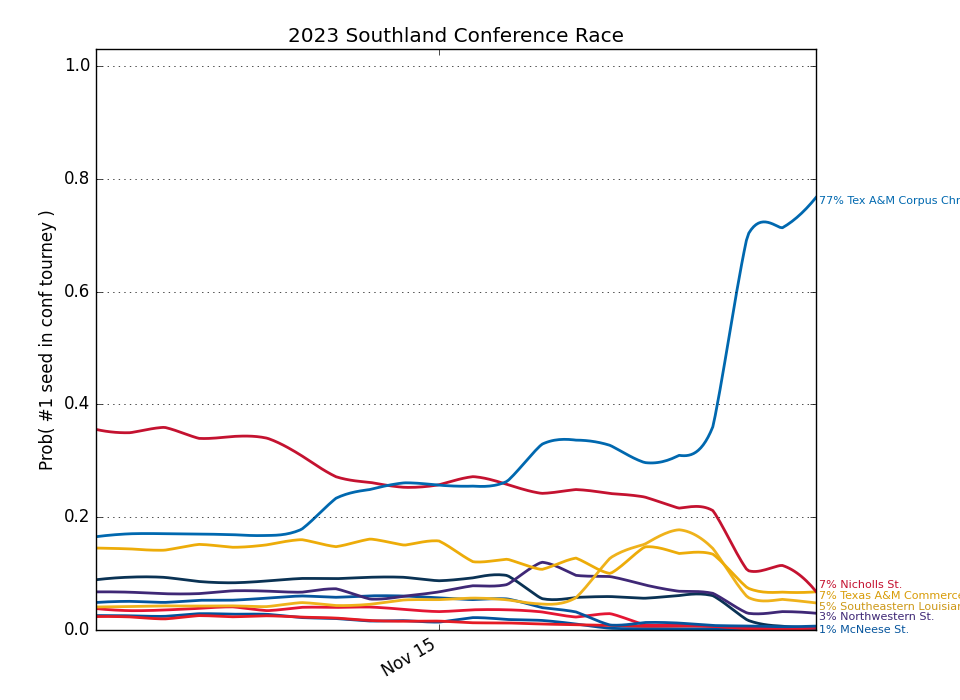 2023 Southland Conference Race
Prob( #1 seed in conf tourney )
1.0
0.8
0.6
0.4
0.2
0.0
Nov 15
77% Tex A&M Corpus Chr
7% Nicholls St.
7% Texas A&M Commerce
5% Southeastern Louisian
3% Northwestern St.
1% McNeese St.